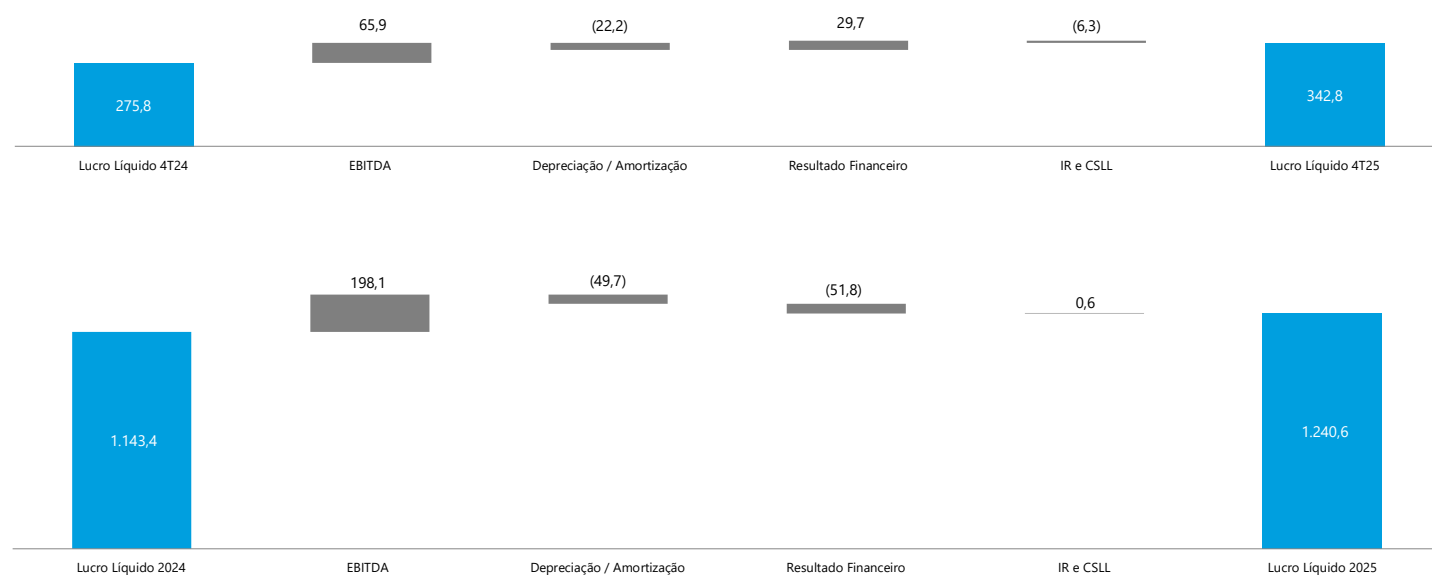 65,9
(22,2)
29,7
(6,3)
275,8
342,8
Lucro Líquido 4T24
EBITDA
Depreciação / Amortização
Resultado Financeiro
IR e CSLL
Lucro Líquido 4T25
198,1
(49,7)
(51,8)
0,6
1.143,4
1.240,6
Lucro Líquido 2024
EBITDA
Depreciação / Amortização
Resultado Financeiro
IR e CSLL
Lucro Líquido 2025